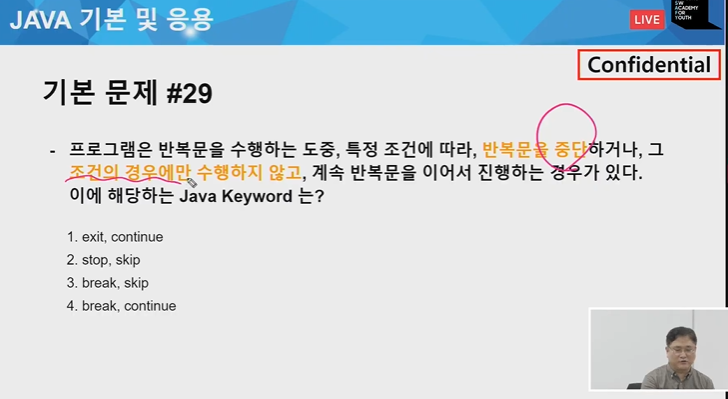 JAVA 기본 및 응용
LIVE
SW
ACADEMY
FOR
YOUTH
Confidential
기본 문제 #29
- 프로그램은 반복문을 수행하는 도중, 특정 조건에 따라, 반복문을 중단하거나, 그
조건의 경우에만 수행하지 않고, 계속 반복문을 이어서 진행하는 경우가 있다.
이에 해당하는 Java Keyword 는?
1. exit, continue
2. stop, skip
3. break, skip
4. break, continue